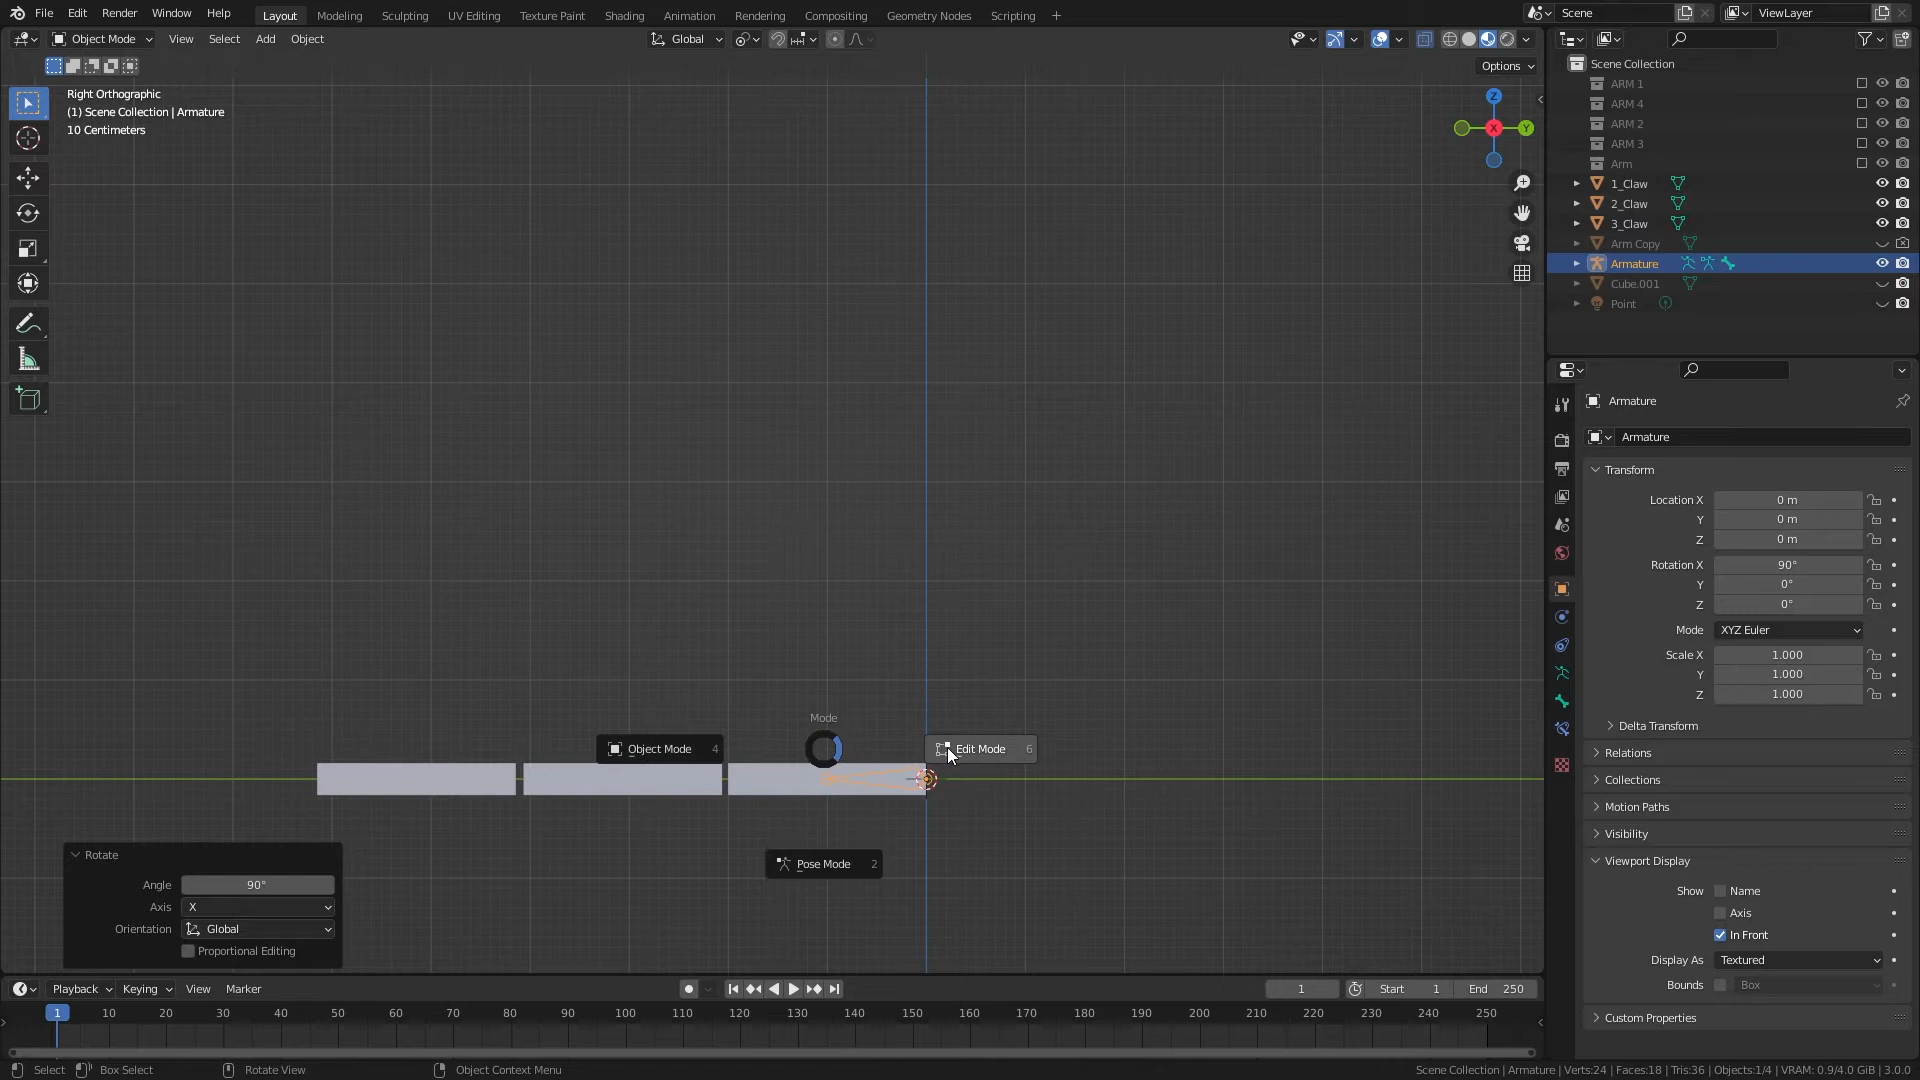 File Edit Render Window Help Layout Modeling Sculpting UV Editing Texture Paint Shading Animation Rendering Compositing Geometry Nodes Scripting + Scene ViewLayer
Object Mode View Select Add Object Global
Options
Right Orthographic
(1) Scene Collection | Armature
10 Centimeters
Z
X
Y
Scene Collection
ARM 1
ARM 4
ARM 2
ARM 3
Arm
1_Claw
2_Claw
3_Claw
Arm Copy
Armature
Cube.001
Point
Armature
Armature
Transform
Location X 0 m
Y 0 m
Z 0 m
Rotation X 90°
Y 0°
Z 0°
Mode XYZ Euler
Scale X 1.000
Y 1.000
Z 1.000
Delta Transform
Relations
Collections
Motion Paths
Visibility
Viewport Display
Show Name
Axis
In Front
Display As Textured
Bounds Box
Custom Properties
Mode
Object Mode 4
Edit Mode 6
Pose Mode 2
Rotate
Angle 90°
Axis X
Orientation Global
Proportional Editing
Playback Keying View Marker 1 Start 1 End 250
1 10 20 30 40 50 60 70 80 90 100 110 120 130 140 150 160 170 180 190 200 210 220 230 240 250
Select Box Select Rotate View Object Context Menu Scene Collection | Armature | Verts:24 | Faces:18 | Tris:36 | Objects:1/4 | VRAM: 0.9/4.0 GiB | 3.0.0